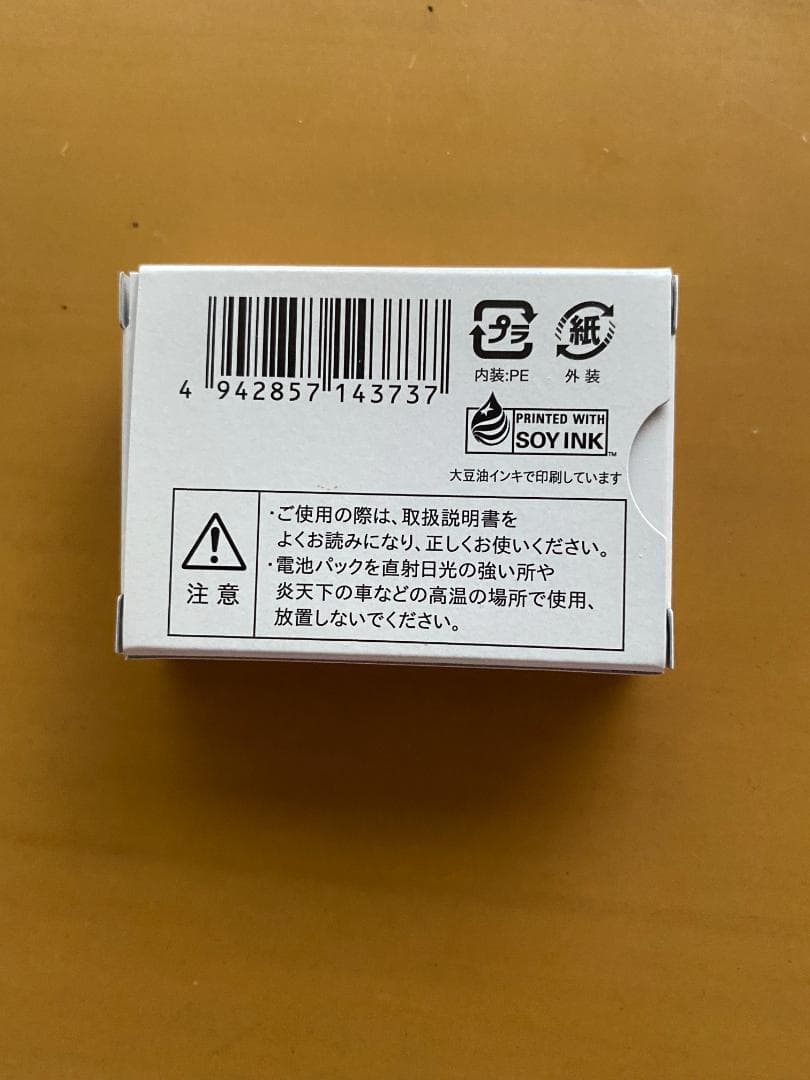 4 942857 143737
プラ
紙
内装:PE
外装
PRINTED WITH
SOY INK
TM
大豆油インキで印刷しています
注意
・ご使用の際は、取扱説明書を
よくお読みになり、正しくお使いください。
・電池パックを直射日光の強い所や
炎天下の車などの高温の場所で使用、
放置しないでください。